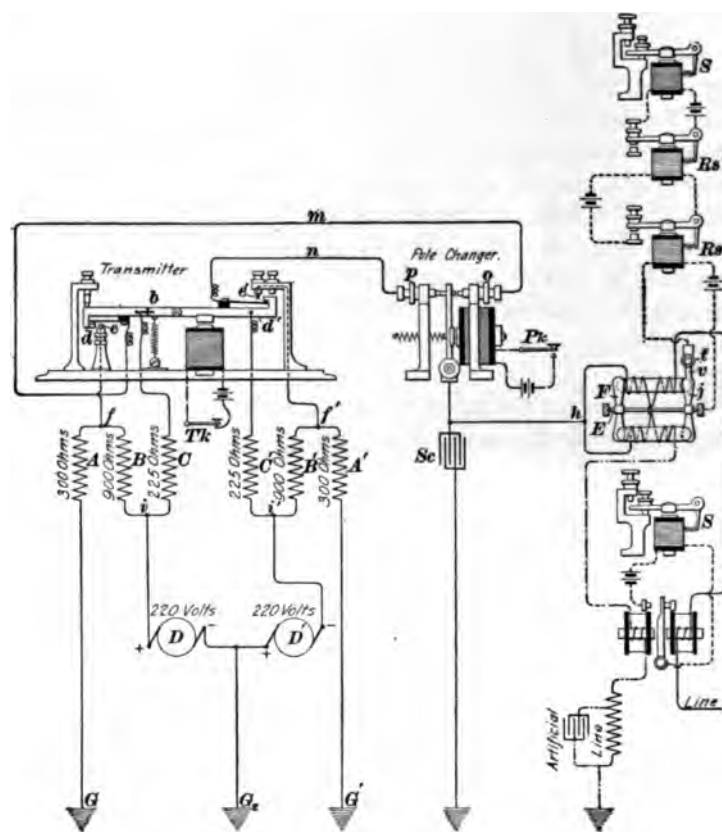 S
Rs
Rs
m
n
Transmitter
Pole Changer.
p
o
b
d
e
d'
d'
Pk
t
v
j
F
E
h
Tk
f
f'
300 Ohms
A
900 Ohms
B
225 Ohms
C
225 Ohms
C'
900 Ohms
B'
300 Ohms
A'
Sc
i
i'
S
220 Volts
220 Volts
+
D
-
+
D'
-
Line
Artificial
Line
G
G'